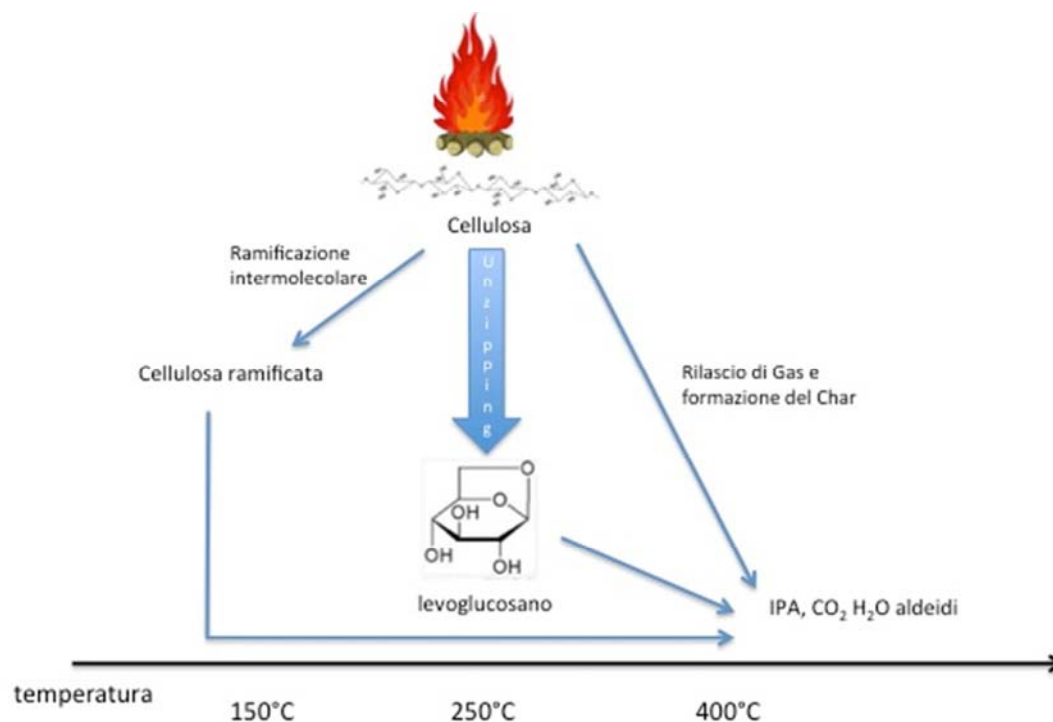 Cellulosa
Ramificazione
intermolecolare
Unzipping
Cellulosa ramificata
Rilascio di Gas e
formazione del Char
O
O
OH
OH
OH
levoglucosano
IPA, CO₂ H₂O aldeidi
temperatura
150°C
250°C
400°C